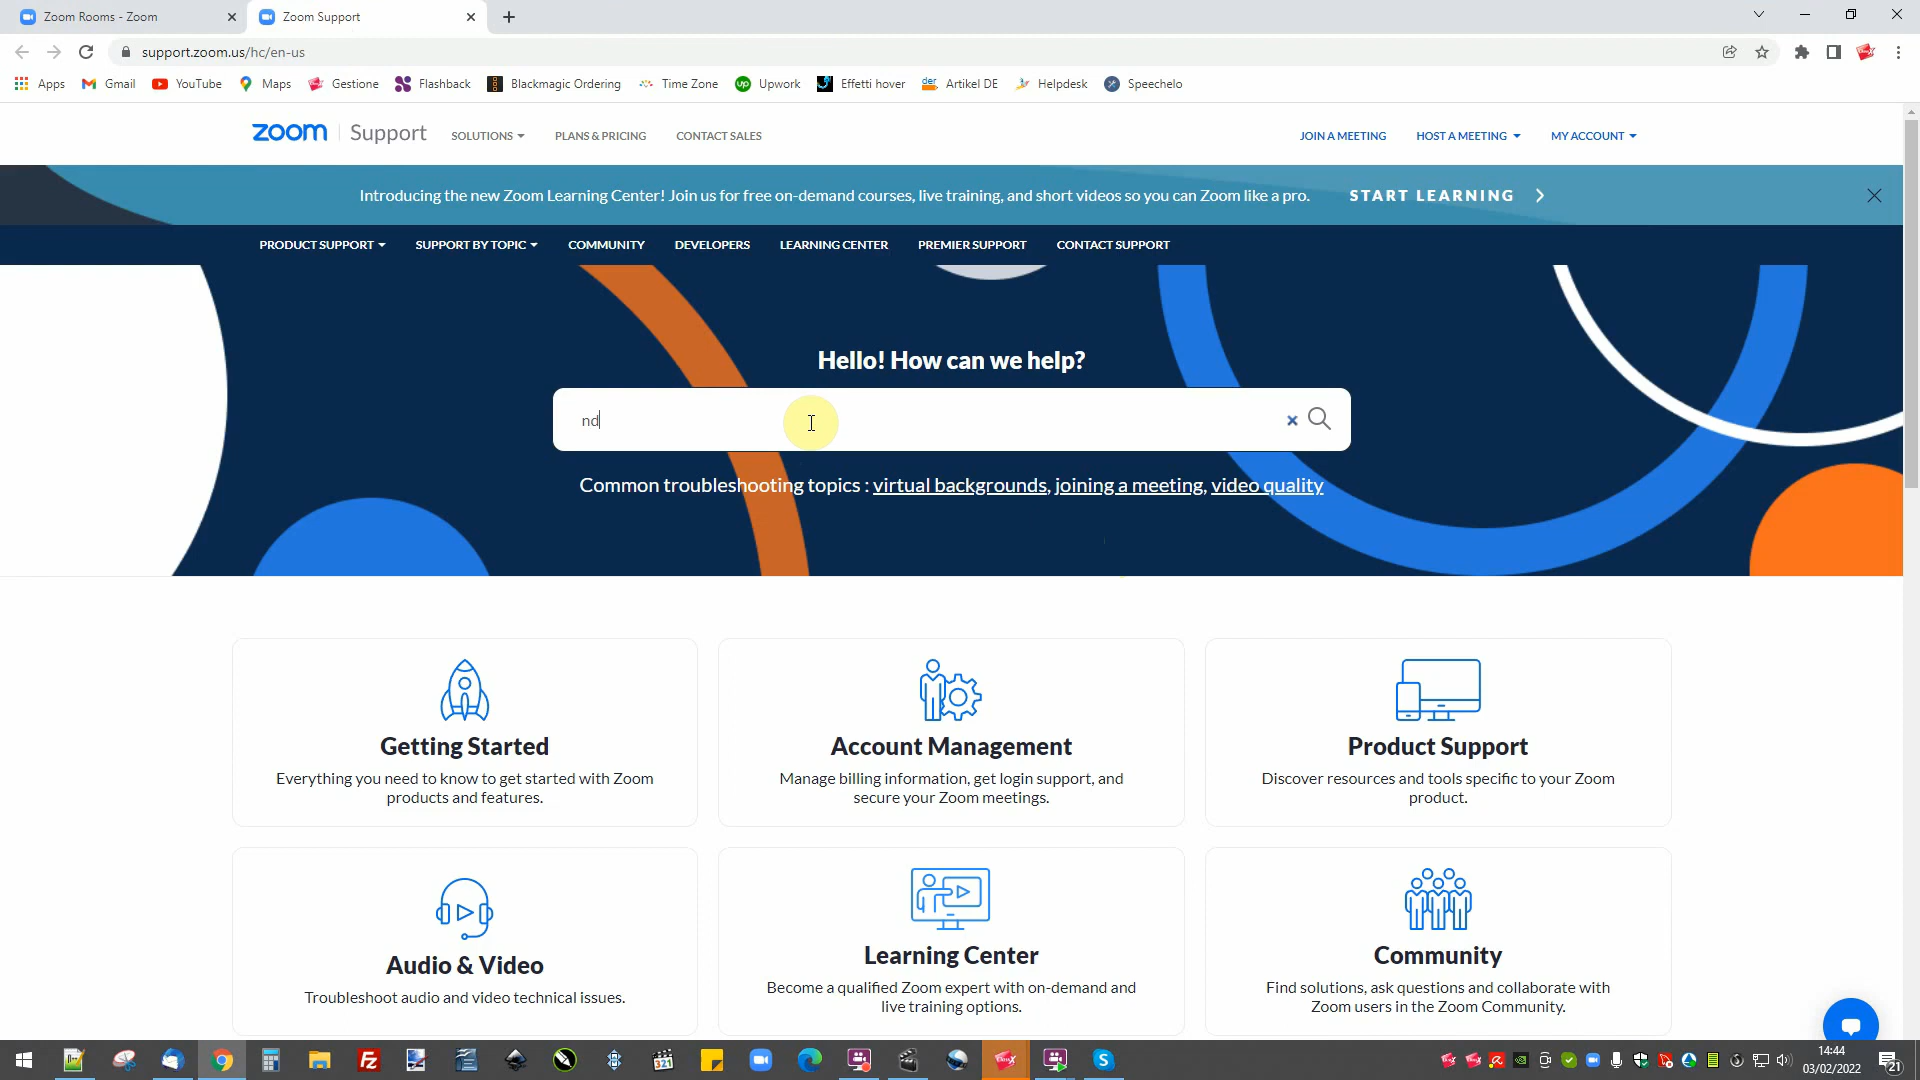 Zoom Rooms - Zoom
Zoom Support
support.zoom.us/hc/en-us
Apps
Gmail
YouTube
Maps
Gestione
Flashback
Blackmagic Ordering
Time Zone
Upwork
Effetti hover
Artikel DE
Helpdesk
Speechelo
zoom Support
SOLUTIONS
PLANS & PRICING
CONTACT SALES
JOIN A MEETING
HOST A MEETING
MY ACCOUNT
Introducing the new Zoom Learning Center! Join us for free on-demand courses, live training, and short videos so you can Zoom like a pro.
START LEARNING
PRODUCT SUPPORT
SUPPORT BY TOPIC
COMMUNITY
DEVELOPERS
LEARNING CENTER
PREMIER SUPPORT
CONTACT SUPPORT
Hello! How can we help?
nd
Common troubleshooting topics : virtual backgrounds, joining a meeting, video quality
Getting Started
Everything you need to know to get started with Zoom
products and features.
Account Management
Manage billing information, get login support, and
secure your Zoom meetings.
Product Support
Discover resources and tools specific to your Zoom
product.
Audio & Video
Troubleshoot audio and video technical issues.
Learning Center
Become a qualified Zoom expert with on-demand and
live training options.
Community
Find solutions, ask questions and collaborate with
Zoom users in the Zoom Community.
14:44
03/02/2022
21